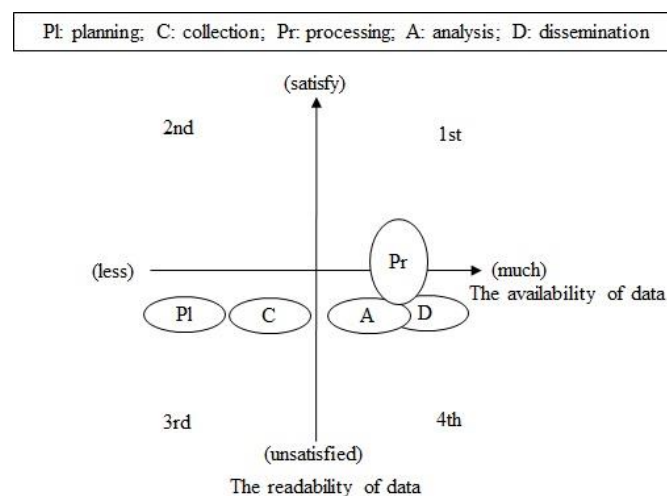 Pl: planning; C: collection; Pr: processing; A: analysis; D: dissemination
(satisfy)
2nd
1st
Pr
(less)
(much)
The availability of data
Pl
C
A
D
3rd
4th
(unsatisfied)
The readability of data